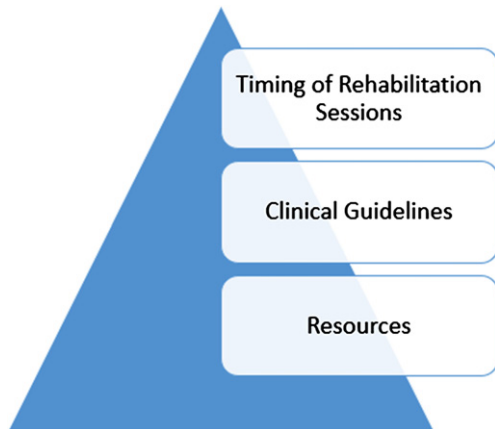 Timing of Rehabilitation
Sessions
Clinical Guidelines
Resources